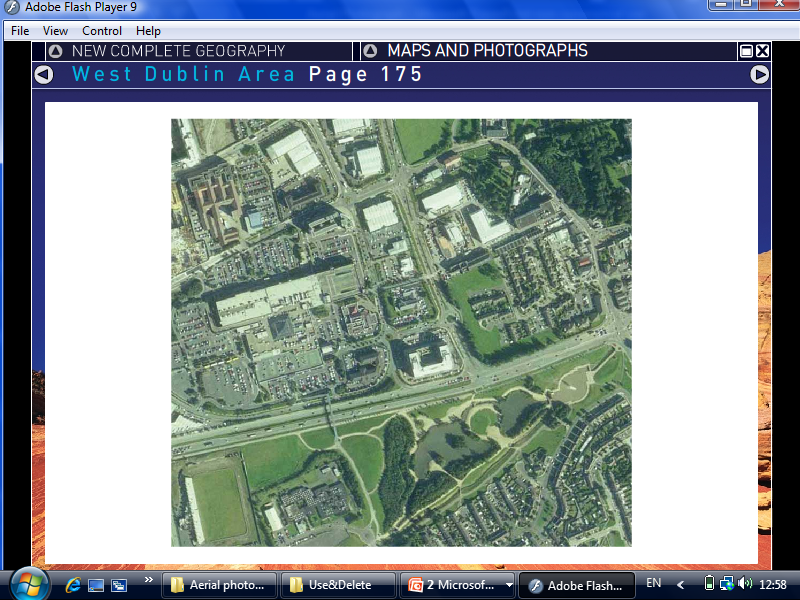 Adobe Flash Player 9
File View Control Help
NEW COMPLETE GEOGRAPHY
MAPS AND PHOTOGRAPHS
West Dublin Area Page 175
Aerial photo... Use&Delete 2 Microsof... Adobe Flash... EN 12:58